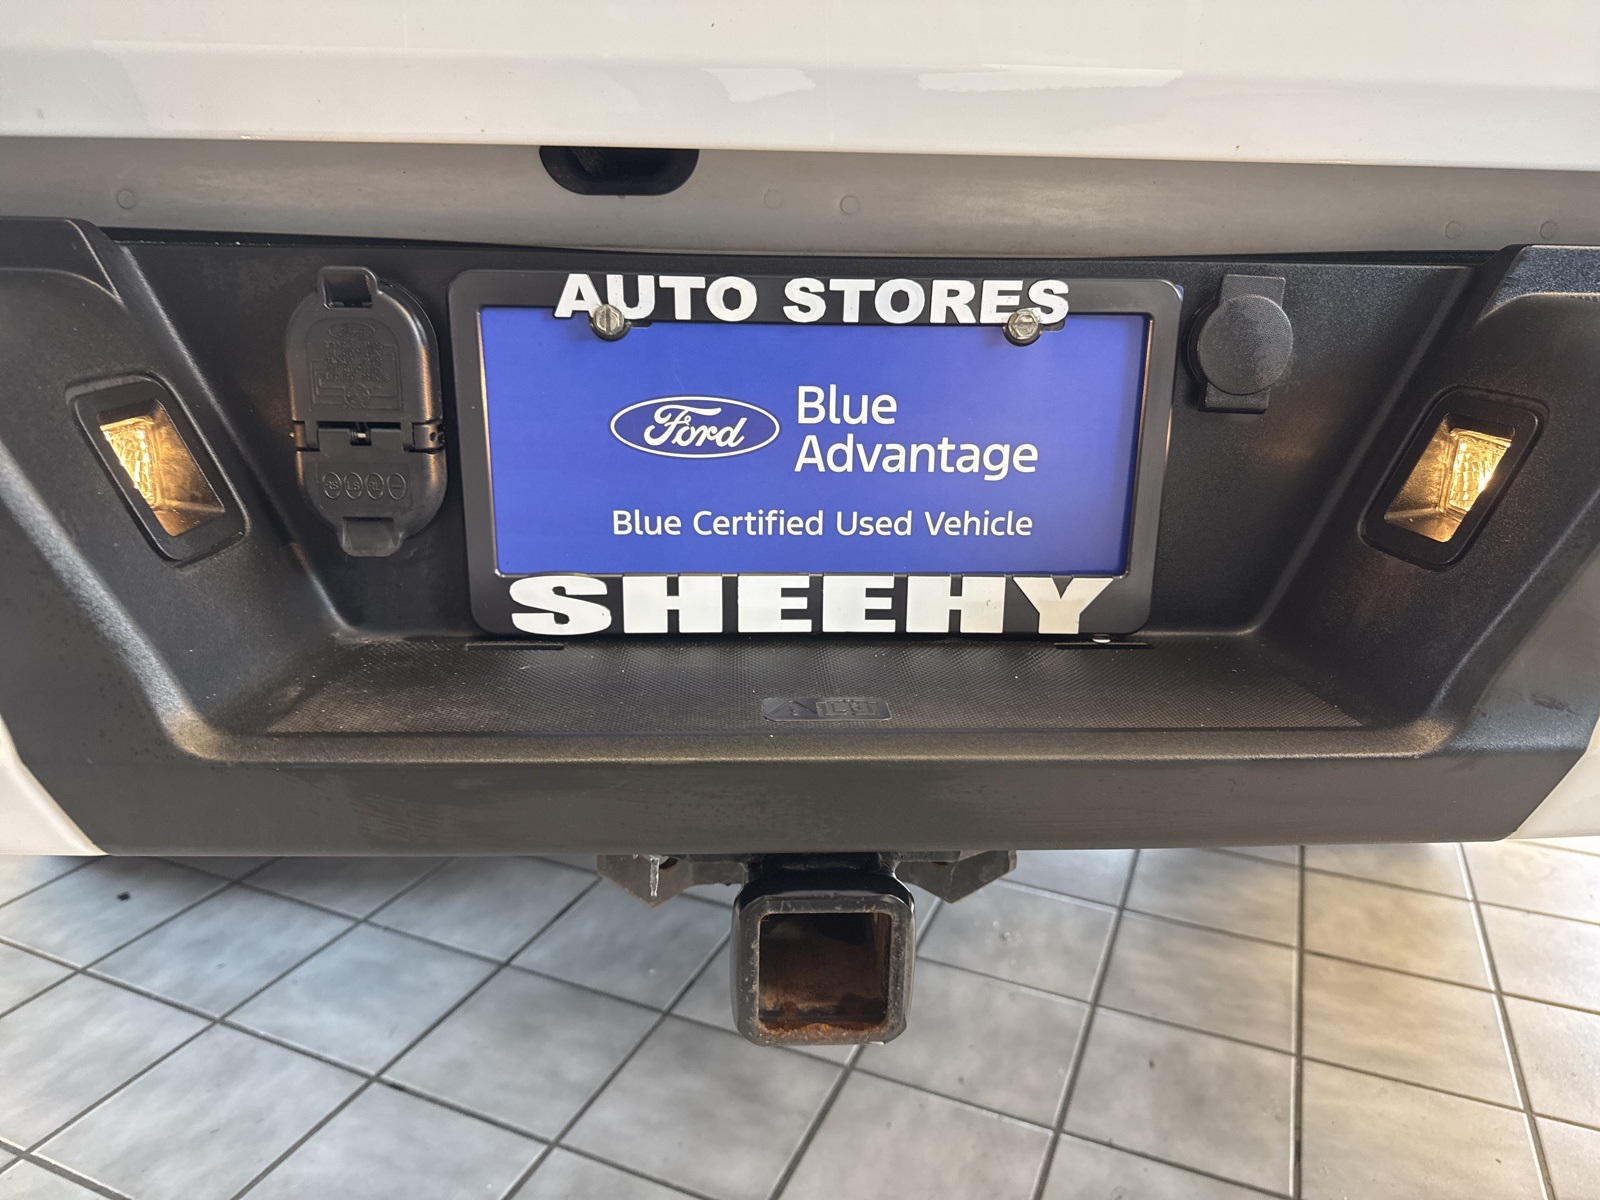 AUTO STORES
Ford
Blue
Advantage
Blue Certified Used Vehicle
SHEEHY